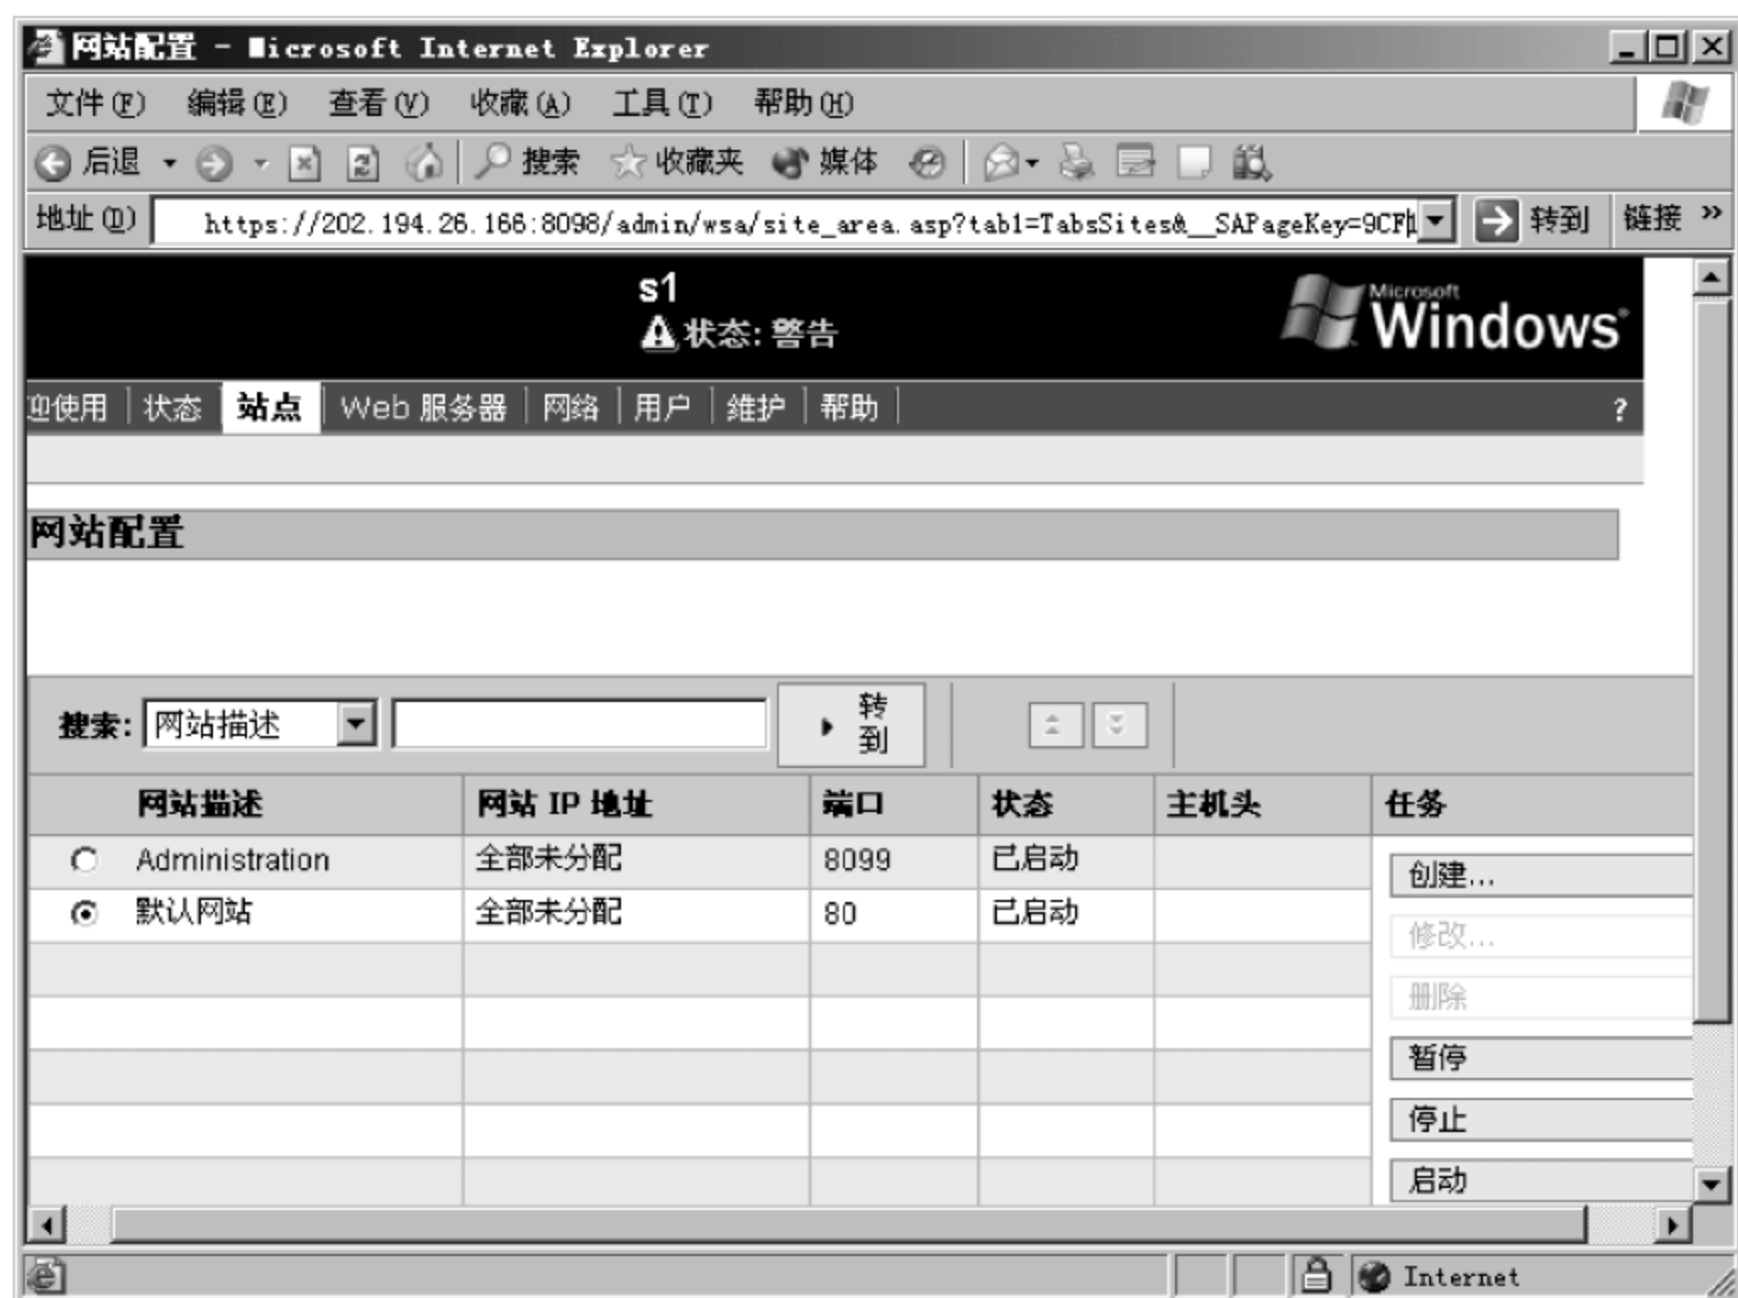 网站配置 - Microsoft Internet Explorer
文件(F) 编辑(E) 查看(V) 收藏(A) 工具(T) 帮助(H)
后退 搜索 收藏夹 媒体
地址(D) https://202.194.26.166:8098/admin/wsa/site_area.asp?tab1=TabsSites&__SAPageKey=9CF 转到 链接 »
s1
状态: 警告
Microsoft
Windows
迎使用 状态 站点 Web 服务器 网络 用户 维护 帮助 ?
网站配置
搜索: 网站描述 转到
网站描述 网站 IP 地址 端口 状态 主机头 任务
Administration 全部未分配 8099 已启动
创建...
默认网站 全部未分配 80 已启动
修改...
删除
暂停
停止
启动
Internet